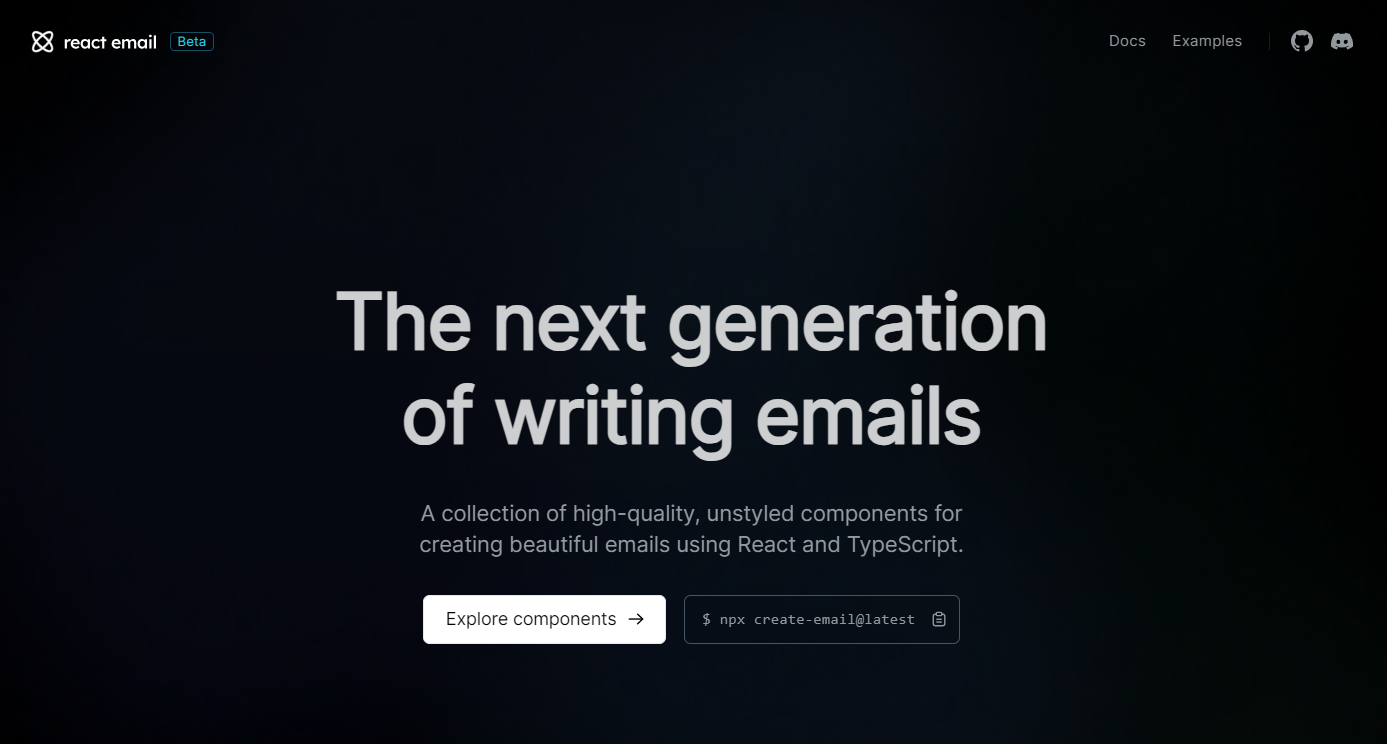 react email Beta
Docs Examples
The next generation
of writing emails
A collection of high-quality, unstyled components for
creating beautiful emails using React and TypeScript.
Explore components →
$ npx create-email@latest